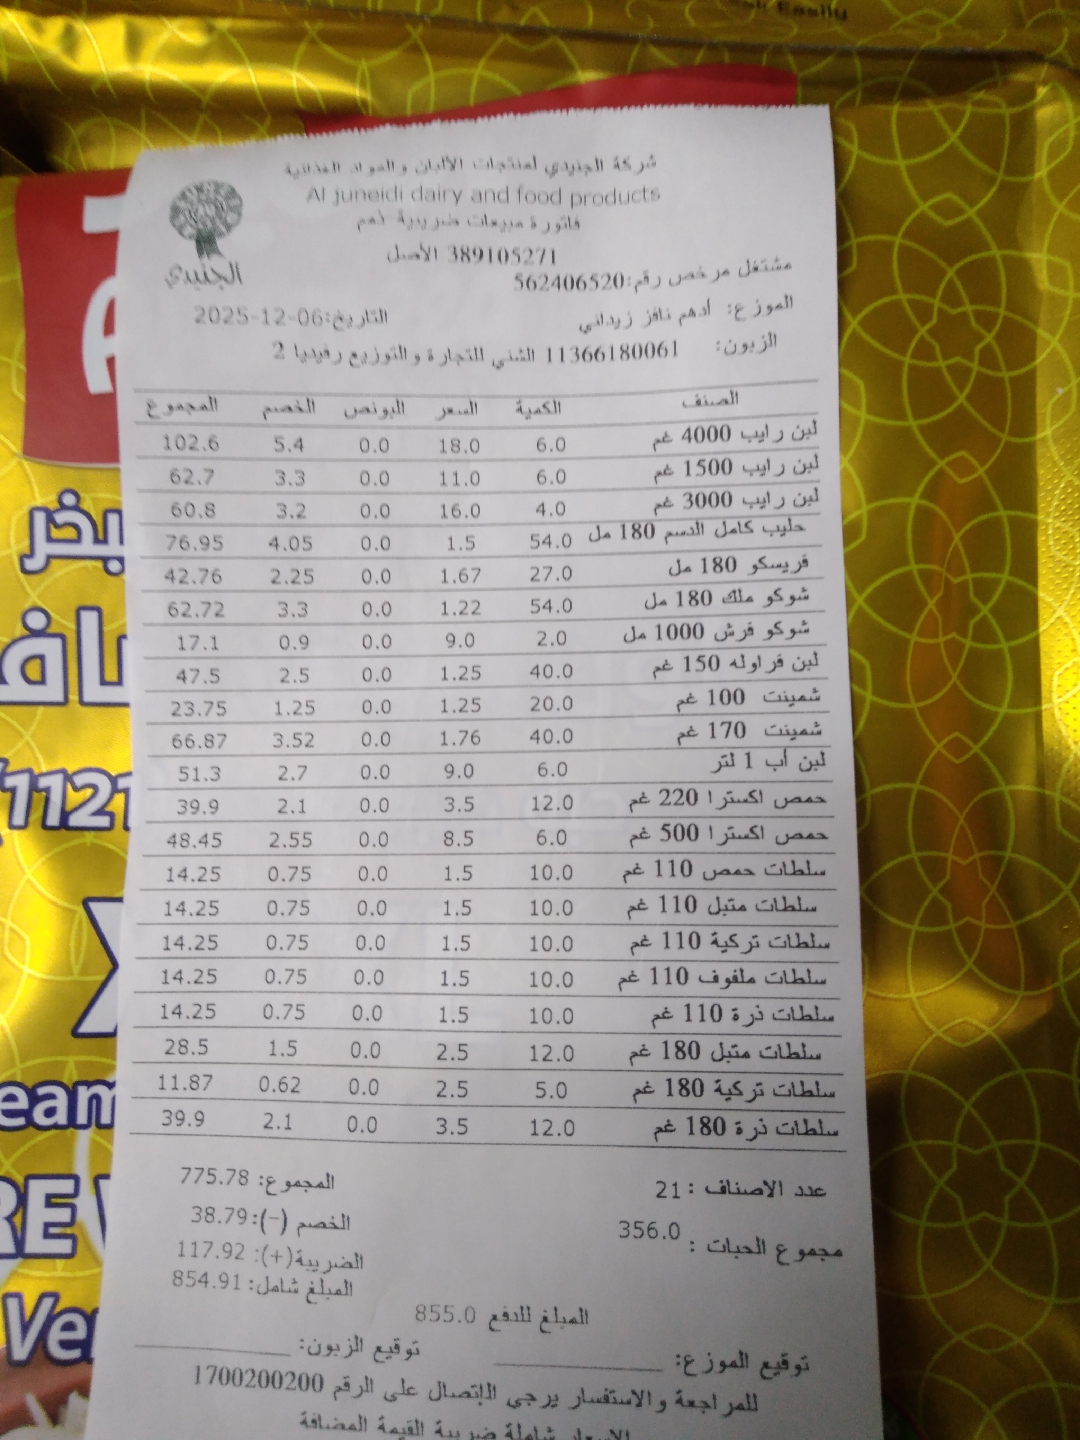 شركة الجنيدي لمنتجات الألبان والمواد الغذائية
Al Juneidi dairy and food products
فاتورة مبيعات ضريبية ذمم
389105271 الأصل
الجنيدي
مشتغل مرخص رقم:562406520
الموزع: أدهم نافز زيداني
التاريخ:2025-12-06
الزبون: 11366180061 الشني للتجارة والتوزيع رفيديا 2
الصنف الكمية السعر البونص الخصم المجموع
لبن رايب 4000 غم 6.0 18.0 0.0 5.4 102.6
لبن رايب 1500 غم 6.0 11.0 0.0 3.3 62.7
لبن رايب 3000 غم 4.0 16.0 0.0 3.2 60.8
حليب كامل الدسم 180 مل 54.0 1.5 0.0 4.05 76.95
فريسكو 180 مل 27.0 1.67 0.0 2.25 42.76
شوكو ملك 180 مل 54.0 1.22 0.0 3.3 62.72
شوكو فرش 1000 مل 2.0 9.0 0.0 0.9 17.1
لبن فراوله 150 غم 40.0 1.25 0.0 2.5 47.5
شمينت 100 غم 20.0 1.25 0.0 1.25 23.75
شمينت 170 غم 40.0 1.76 0.0 3.52 66.87
لبن أب 1 لتر 6.0 9.0 0.0 2.7 51.3
حمص اكسترا 220 غم 12.0 3.5 0.0 2.1 39.9
حمص اكسترا 500 غم 6.0 8.5 0.0 2.55 48.45
سلطات حمص 110 غم 10.0 1.5 0.0 0.75 14.25
سلطات متبل 110 غم 10.0 1.5 0.0 0.75 14.25
سلطات تركية 110 غم 10.0 1.5 0.0 0.75 14.25
سلطات ملفوف 110 غم 10.0 1.5 0.0 0.75 14.25
سلطات ذرة 110 غم 10.0 1.5 0.0 0.75 14.25
سلطات متبل 180 غم 12.0 2.5 0.0 1.5 28.5
سلطات تركية 180 غم 5.0 2.5 0.0 0.62 11.87
سلطات ذرة 180 غم 12.0 3.5 0.0 2.1 39.9
عدد الاصناف : 21
المجموع: 775.78
مجموع الحبات : 356.0
الخصم (-):38.79
الضريبة(+): 117.92
المبلغ شامل: 854.91
المبلغ للدفع 855.0
توقيع الموزع:
توقيع الزبون:
للمراجعة والاستفسار يرجى الإتصال على الرقم 1700200200
الاسعار شاملة ضريبة القيمة المضافة